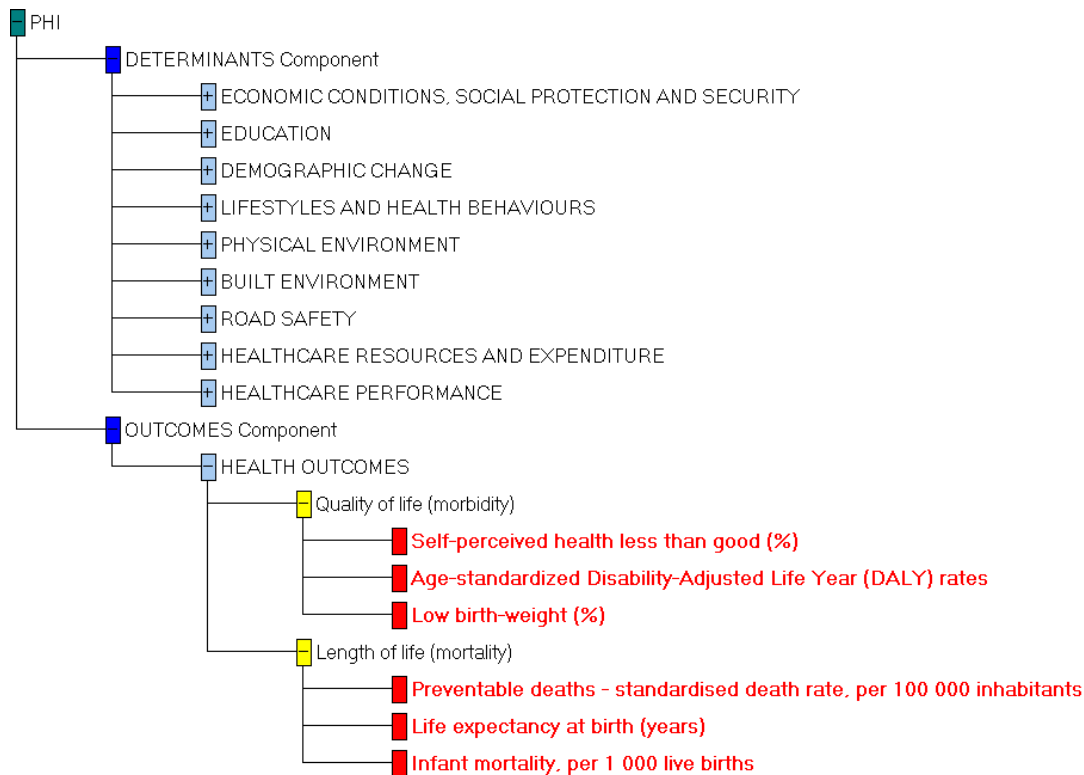 PHI
DETERMINANTS Component
ECONOMIC CONDITIONS, SOCIAL PROTECTION AND SECURITY
EDUCATION
DEMOGRAPHIC CHANGE
LIFESTYLES AND HEALTH BEHAVIOURS
PHYSICAL ENVIRONMENT
BUILT ENVIRONMENT
ROAD SAFETY
HEALTHCARE RESOURCES AND EXPENDITURE
HEALTHCARE PERFORMANCE
OUTCOMES Component
HEALTH OUTCOMES
Quality of life (morbidity)
Self-perceived health less than good (%)
Age-standardized Disability-Adjusted Life Year (DALY) rates
Low birth-weight (%)
Length of life (mortality)
Preventable deaths - standardised death rate, per 100 000 inhabitants
Life expectancy at birth (years)
Infant mortality, per 1 000 live births